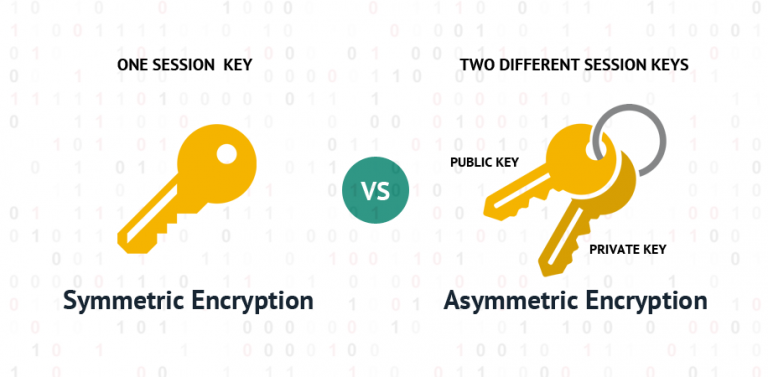 ONE SESSION KEY
TWO DIFFERENT SESSION KEYS
PUBLIC KEY
VS
PRIVATE KEY
Symmetric Encryption
Asymmetric Encryption